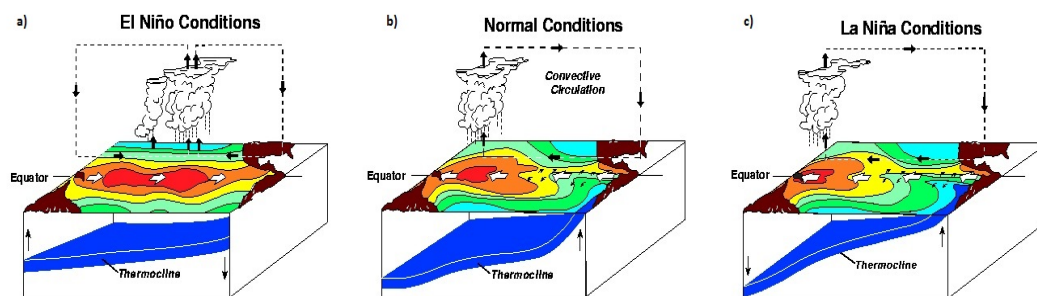 a)
El Niño Conditions
Equator
Thermocline
b)
Normal Conditions
Convective
Circulation
Equator
Thermocline
c)
La Niña Conditions
Equator
Thermocline